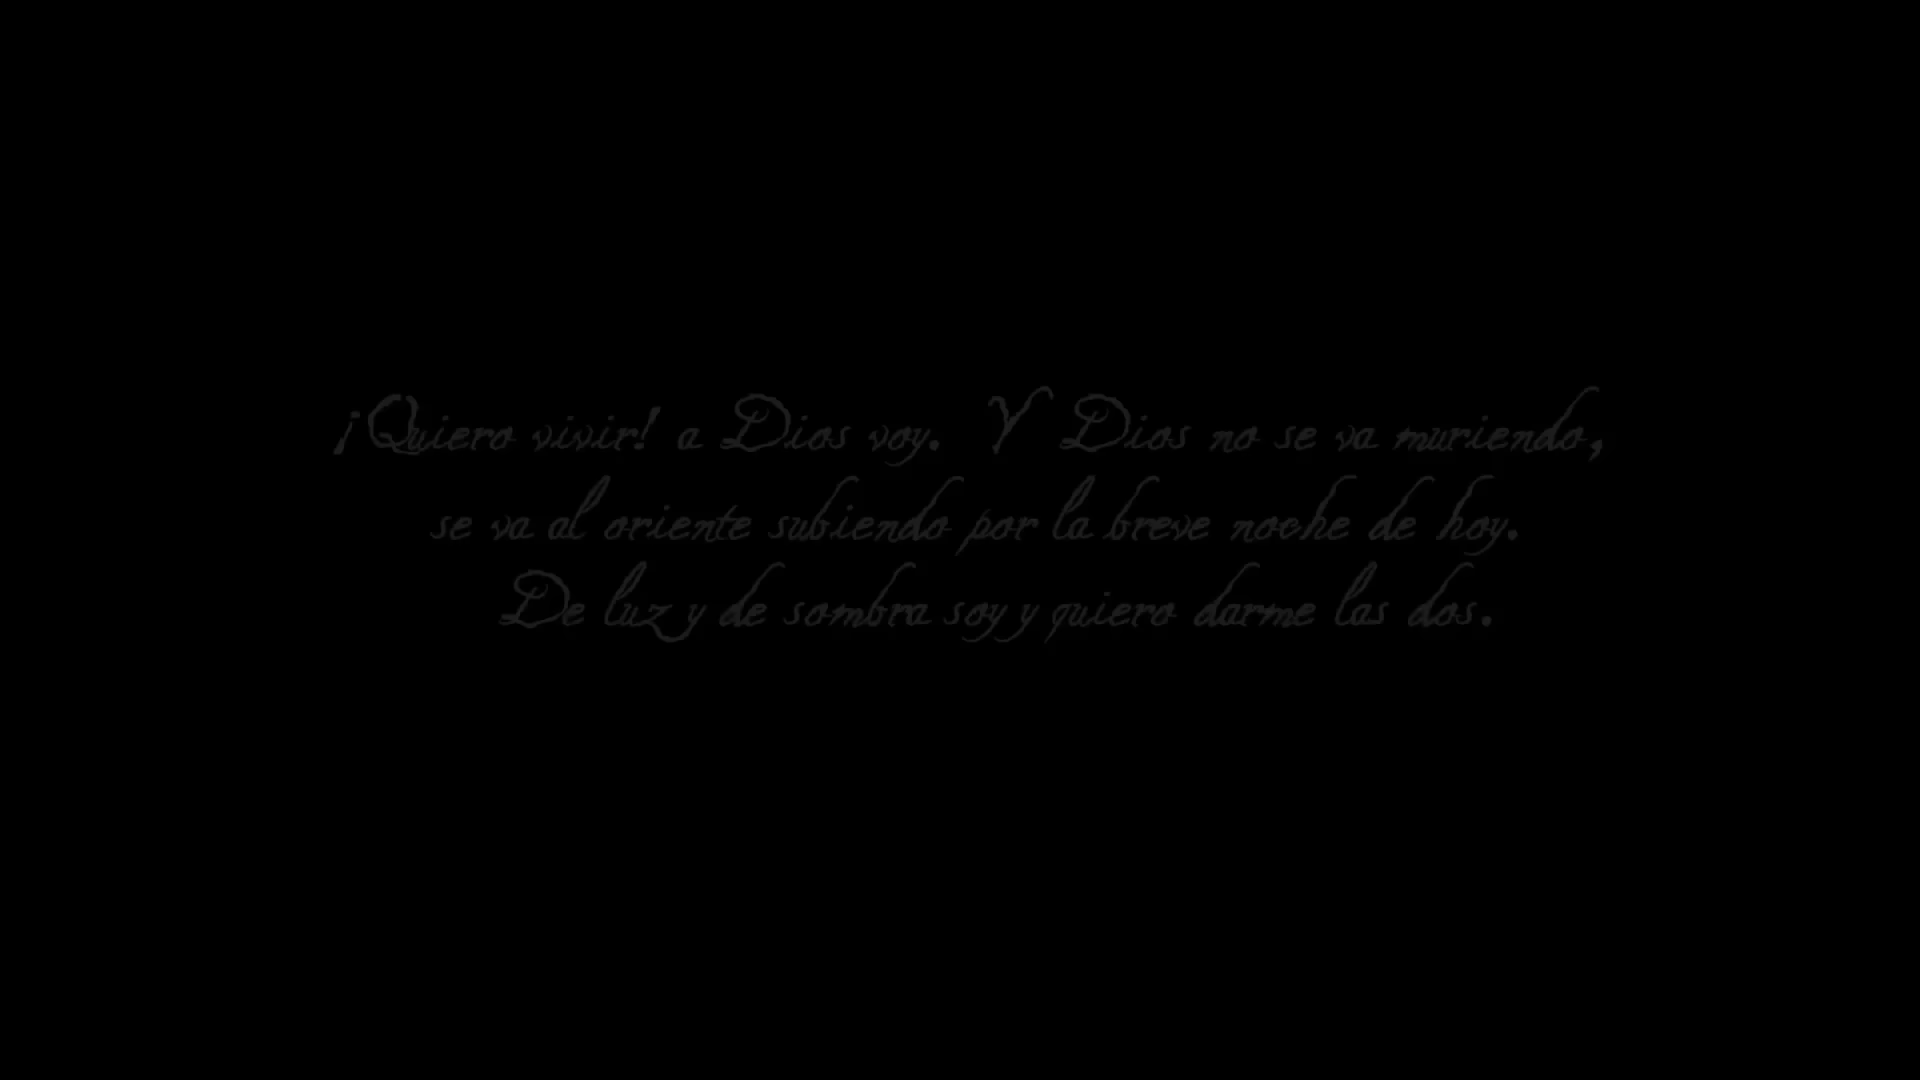 ¡Quiero vivir! a Dios voy. Y Dios no se va muriendo,
se va al oriente subiendo por la breve noche de hoy.
De luz y de sombra soy y quiero darme las dos.